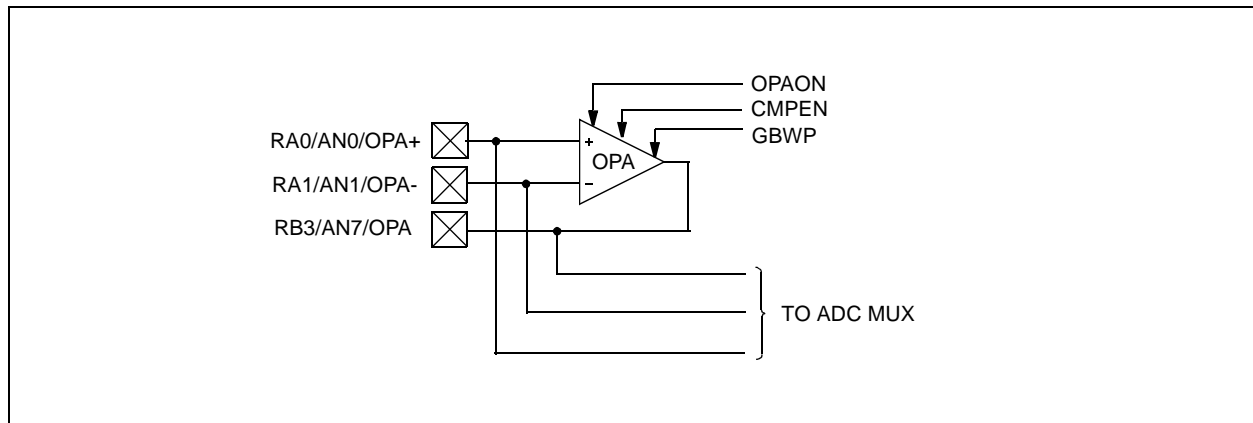 OPAON
CMPEN
GBWP
RA0/AN0/OPA+
RA1/AN1/OPA-
RB3/AN7/OPA
+
OPA
-
TO ADC MUX